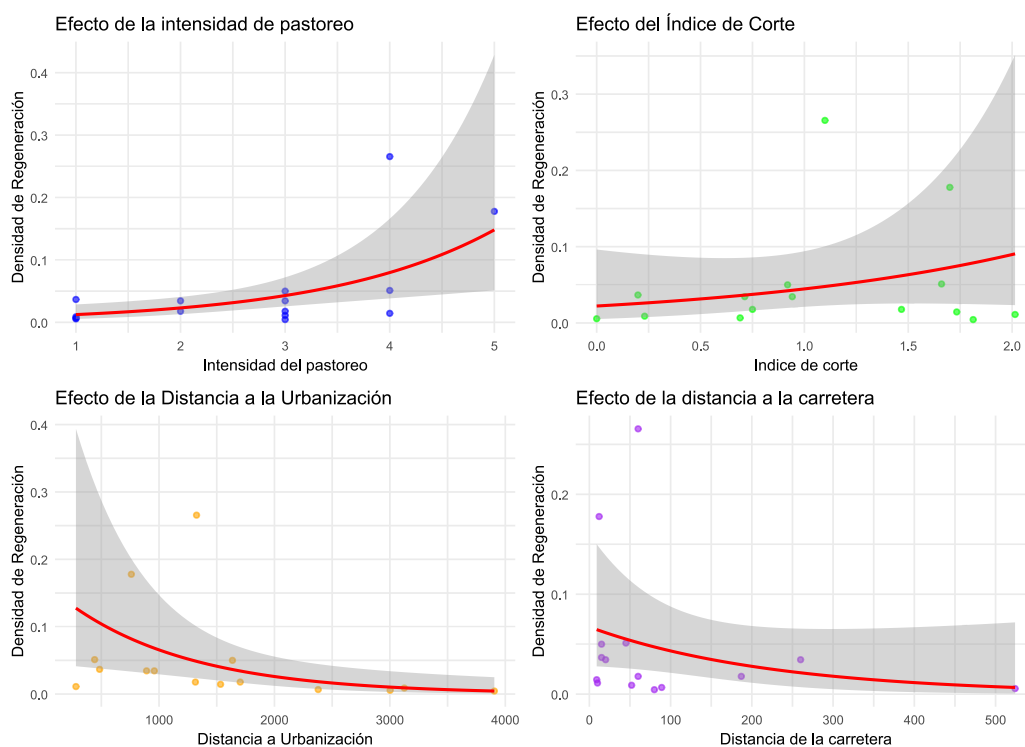 Efecto de la intensidad de pastoreo
Densidad de Regeneración
0.4
0.3
0.2
0.1
0.0
1 2 3 4 5
Intensidad del pastoreo
Efecto del Índice de Corte
Densidad de Regeneración
0.3
0.2
0.1
0.0
0.0 0.5 1.0 1.5 2.0
Indice de corte
Efecto de la Distancia a la Urbanización
Densidad de Regeneración
0.4
0.3
0.2
0.1
0.0
1000 2000 3000 4000
Distancia a Urbanización
Efecto de la distancia a la carretera
Densidad de Regeneración
0.2
0.1
0.0
0 100 200 300 400 500
Distancia de la carretera